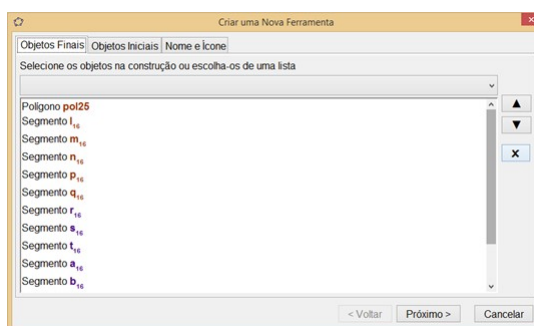 Criar uma Nova Ferramenta
x
Objetos Finais Objetos Iniciais Nome e Ícone
Selecione os objetos na construção ou escolha-os de uma lista
Polígono pol25
Segmento l₁₆
Segmento m₁₆
Segmento n₁₆
Segmento p₁₆
Segmento q₁₆
Segmento r₁₆
Segmento s₁₆
Segmento t₁₆
Segmento a₁₆
Segmento b₁₆
▲
▼
X
< Voltar Próximo > Cancelar